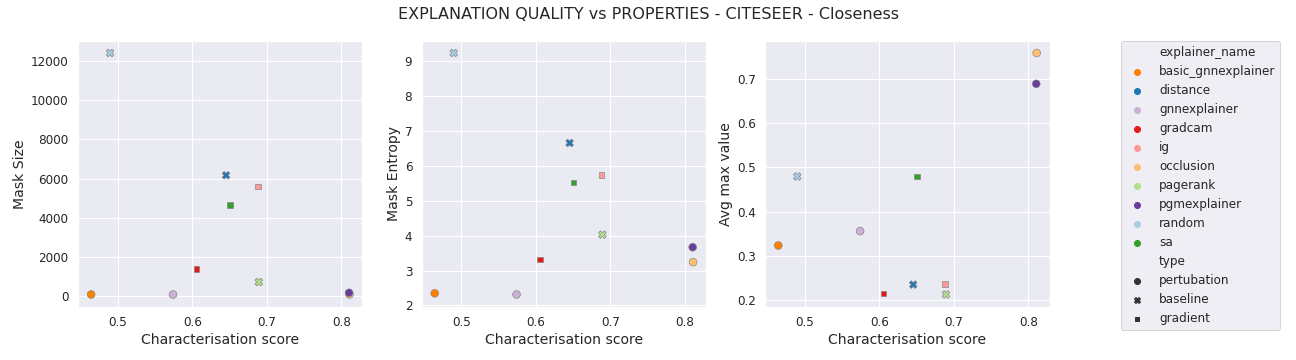 EXPLANATION QUALITY vs PROPERTIES - CITESEER - Closeness
Mask Size
12000
10000
8000
6000
4000
2000
0
0.5
0.6
0.7
0.8
Characterisation score
Mask Entropy
9
8
7
6
5
4
3
2
0.5
0.6
0.7
0.8
Characterisation score
Avg max value
0.7
0.6
0.5
0.4
0.3
0.2
0.5
0.6
0.7
0.8
Characterisation score
explainer_name
basic_gnnexplainer
distance
gnnexplainer
gradcam
ig
occlusion
pagerank
pgmexplainer
random
sa
type
pertubation
baseline
gradient